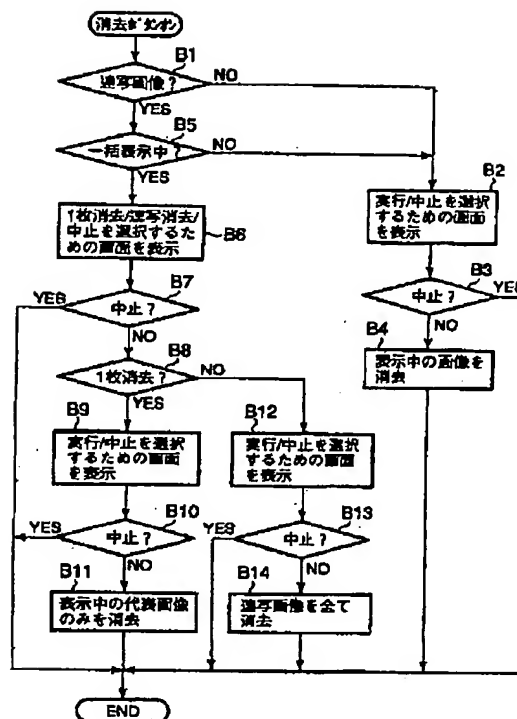 消去ボタンオン
B1
連写画像？
NO
YES
B5
一括表示中
NO
YES
B2
実行/中止を選択
するための画面
を表示
1枚消去/連写消去/
中止を選択するた
めの画面を表示
B6
B3
中止？
YES
NO
B7
YES
中止？
NO
B4
表示中の画像を
消去
B8
1枚消去？
NO
YES
B9
実行/中止を選択
するための画面
を表示
B12
実行/中止を選択
するための画面
を表示
B10
YES
中止？
NO
B13
YES
中止？
NO
B11
表示中の代表画像
のみを消去
B14
連写画像を全て
消去
END